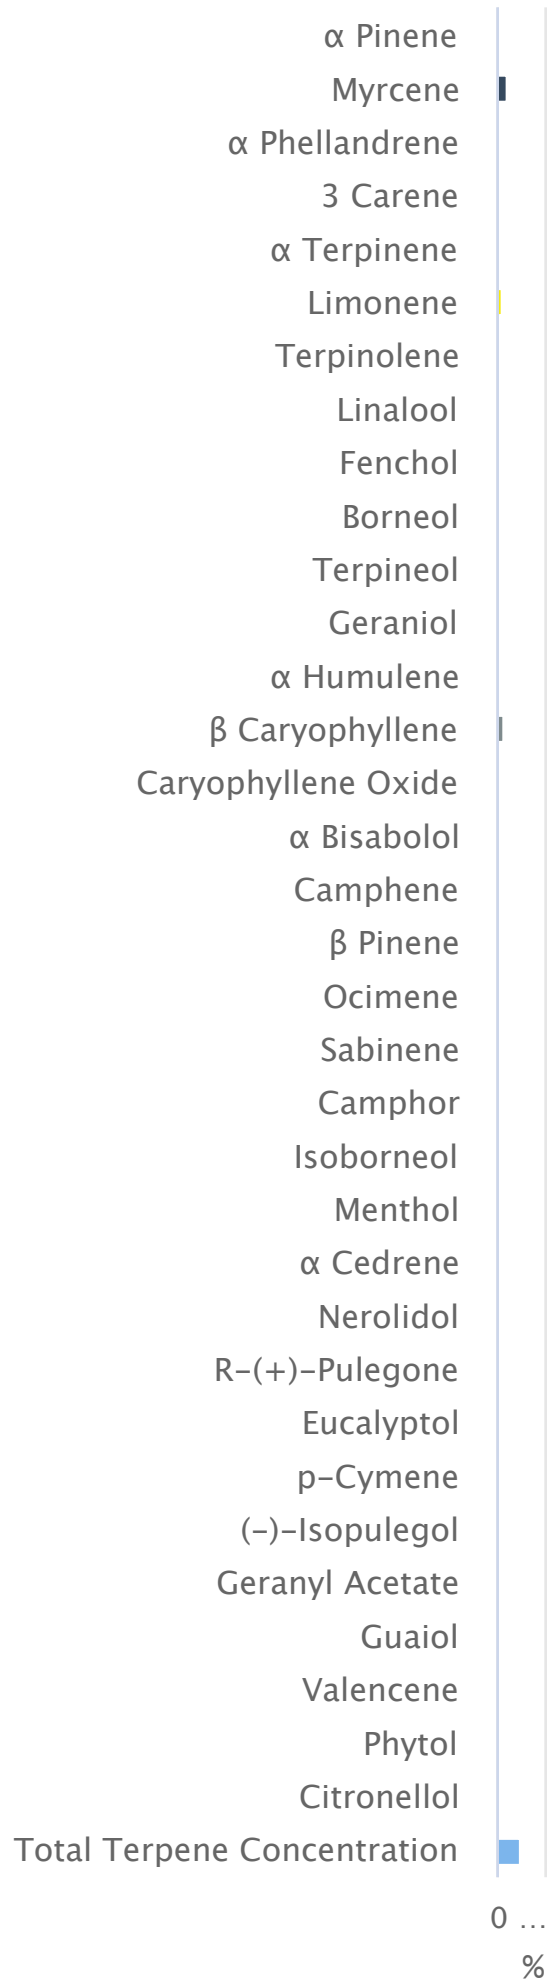 α Pinene
Myrcene
α Phellandrene
3 Carene
α Terpinene
Limonene
Terpinolene
Linalool
Fenchol
Borneol
Terpineol
Geraniol
α Humulene
β Caryophyllene
Caryophyllene Oxide
α Bisabolol
Camphene
β Pinene
Ocimene
Sabinene
Camphor
Isoborneol
Menthol
α Cedrene
Nerolidol
R-(+)-Pulegone
Eucalyptol
p-Cymene
(-)-Isopulegol
Geranyl Acetate
Guaiol
Valencene
Phytol
Citronellol
Total Terpene Concentration
0 …
%